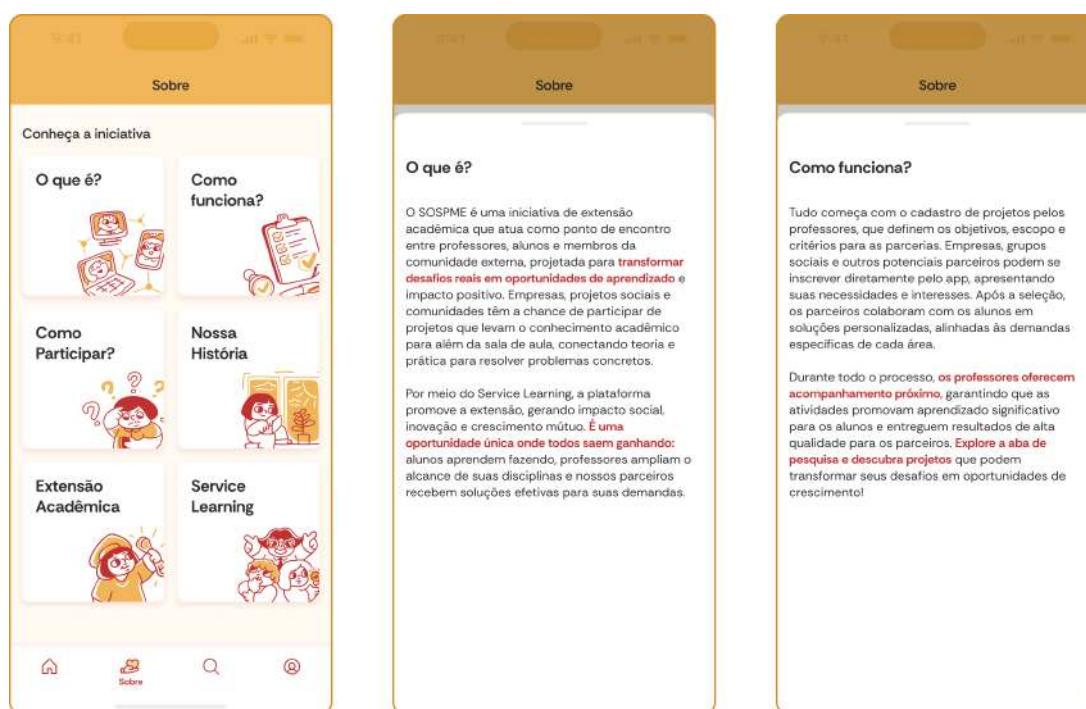 9:41
Sobre
Conheça a iniciativa
O que é?
Como
funciona?
Como
Participar?
Nossa
História
Extensão
Acadêmica
Service
Learning
Sobre
9:41
Sobre
O que é?
O SOSPME é uma iniciativa de extensão
acadêmica que atua como ponto de encontro
entre professores, alunos e membros da
comunidade externa, projetada para transformar
desafios reais em oportunidades de aprendizado e
impacto positivo. Empresas, projetos sociais e
comunidades têm a chance de participar de
projetos que levam o conhecimento acadêmico
para além da sala de aula, conectando teoria e
prática para resolver problemas concretos.
Por meio do Service Learning, a plataforma
promove a extensão, gerando impacto social,
inovação e crescimento mútuo. É uma
oportunidade única onde todos saem ganhando:
alunos aprendem fazendo, professores ampliam o
alcance de suas disciplinas e nossos parceiros
recebem soluções efetivas para suas demandas.
9:41
Sobre
Como funciona?
Tudo começa com o cadastro de projetos pelos
professores, que definem os objetivos, escopo e
critérios para as parcerias. Empresas, grupos
sociais e outros potenciais parceiros podem se
inscrever diretamente pelo app, apresentando
suas necessidades e interesses. Após a seleção,
os parceiros colaboram com os alunos em
soluções personalizadas, alinhadas às demandas
específicas de cada área.
Durante todo o processo, os professores oferecem
acompanhamento próximo, garantindo que as
atividades promovam aprendizado significativo
para os alunos e entreguem resultados de alta
qualidade para os parceiros. Explore a aba de
pesquisa e descubra projetos que podem
transformar seus desafios em oportunidades de
crescimento!